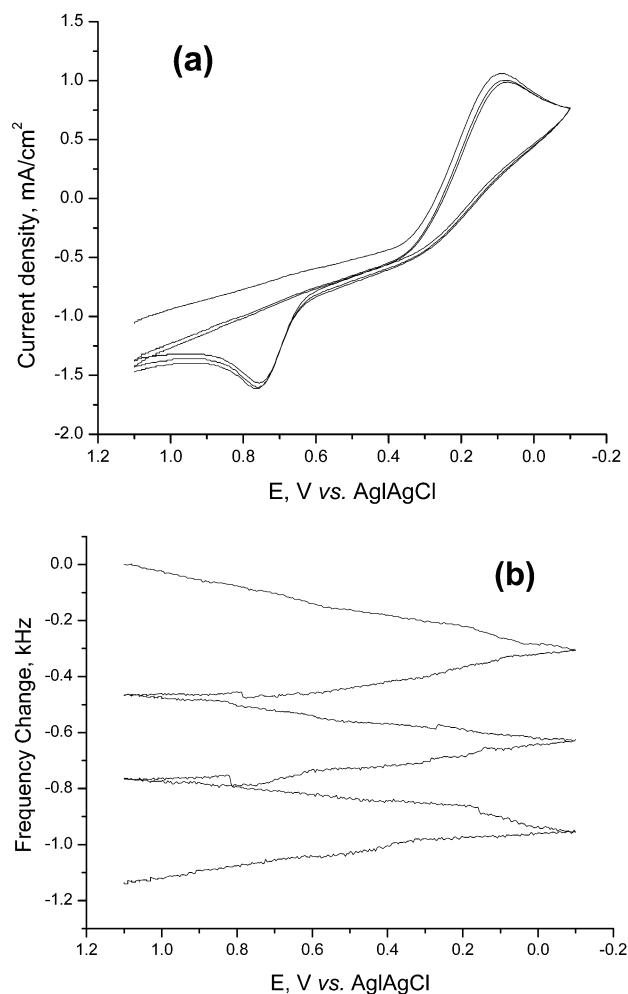 (a)
1.5
1.0
0.5
0.0
-0.5
-1.0
-1.5
-2.0
Current density, mA/cm²
1.2 1.0 0.8 0.6 0.4 0.2 0.0 -0.2
E, V vs. AglAgCl
(b)
0.0
-0.2
-0.4
-0.6
-0.8
-1.0
-1.2
Frequency Change, kHz
1.2 1.0 0.8 0.6 0.4 0.2 0.0 -0.2
E, V vs. AglAgCl